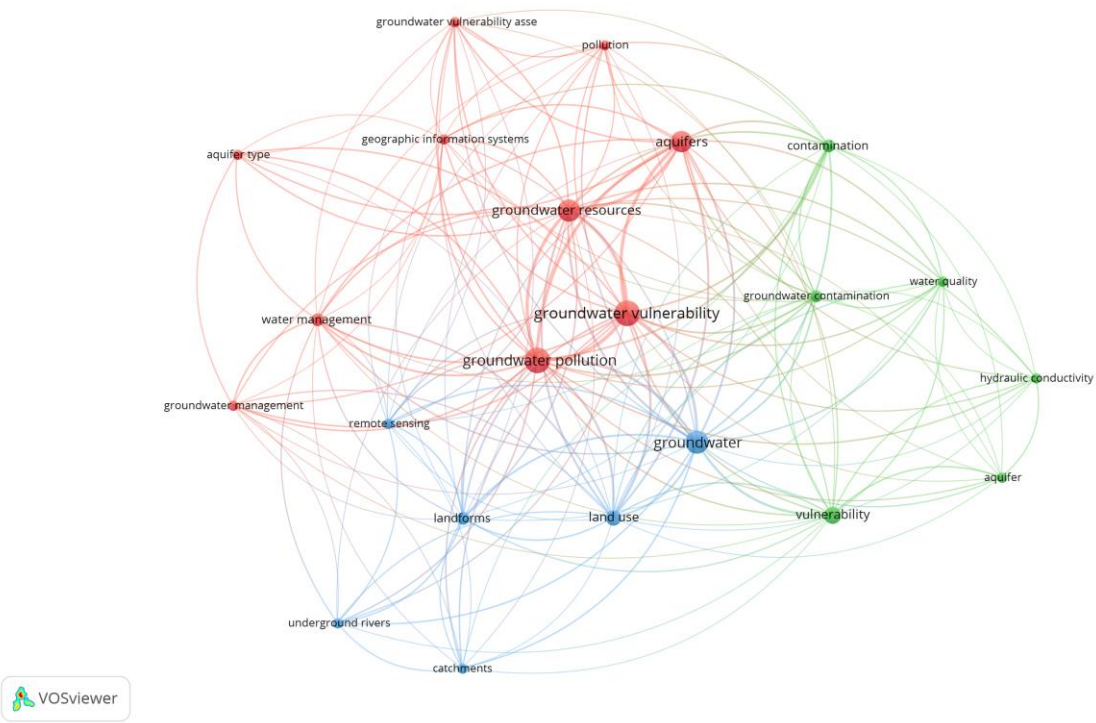 groundwater vulnerability asse
pollution
geographic information systems
aquifers
contamination
aquifer type
groundwater resources
water quality
groundwater contamination
groundwater vulnerability
water management
groundwater pollution
hydraulic conductivity
groundwater management
remote sensing
groundwater
aquifer
landforms
land use
vulnerability
underground rivers
catchments
VOSviewer